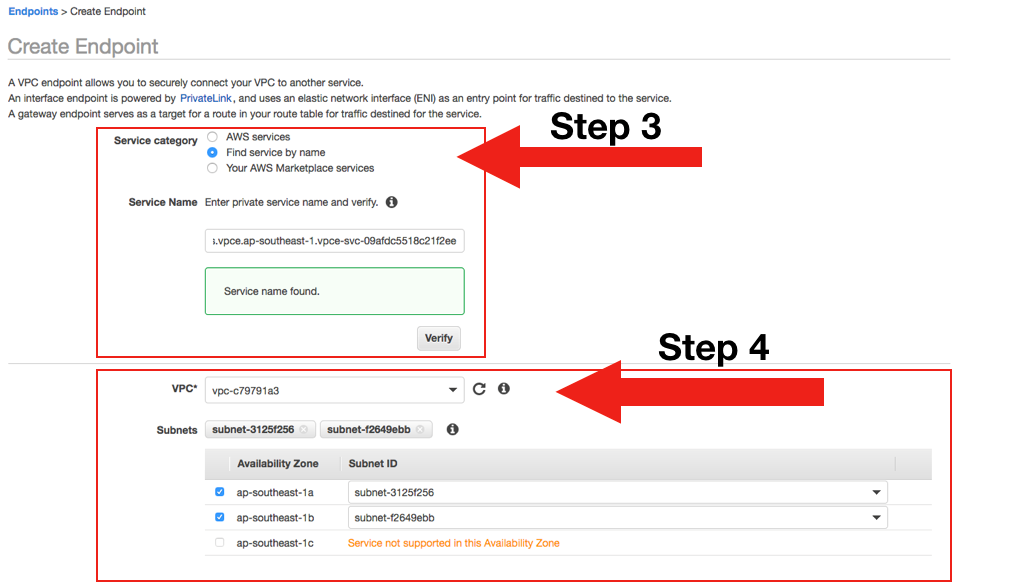 Endpoints > Create Endpoint
Create Endpoint
A VPC endpoint allows you to securely connect your VPC to another service.
An interface endpoint is powered by PrivateLink, and uses an elastic network interface (ENI) as an entry point for traffic destined to the service.
A gateway endpoint serves as a target for a route in your route table for traffic destined for the service.
Step 3
Service category AWS services
Find service by name
Your AWS Marketplace services
Service Name Enter private service name and verify.
.vpce.ap-southeast-1.vpce-svc-09afdc5518c21f2ee
Service name found.
Verify
Step 4
VPC* vpc-c79791a3
Subnets subnet-3125f256 subnet-f2649ebb
Availability Zone Subnet ID
ap-southeast-1a subnet-3125f256
ap-southeast-1b subnet-f2649ebb
ap-southeast-1c Service not supported in this Availability Zone